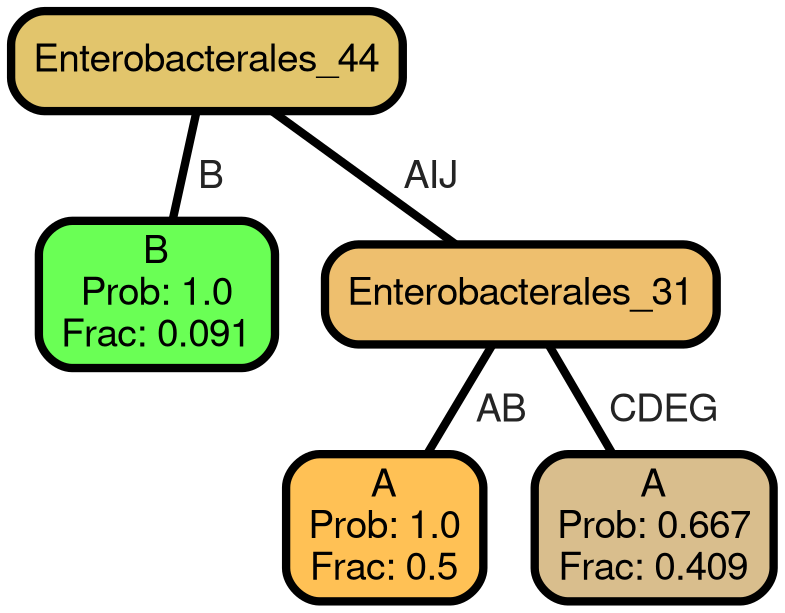 Enterobacterales_44
B
AIJ
B
Prob: 1.0
Frac: 0.091
Enterobacterales_31
AB
CDEG
A
Prob: 1.0
Frac: 0.5
A
Prob: 0.667
Frac: 0.409